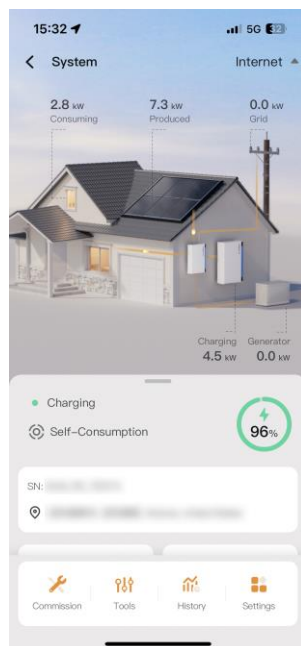 15:32 5G 32
System Internet
2.8 kW 7.3 kW 0.0 kW
Consuming Produced Grid
Charging Generator
4.5 kW 0.0 kW
Charging
Self-Consumption
96%
SN:
Commission Tools History Settings